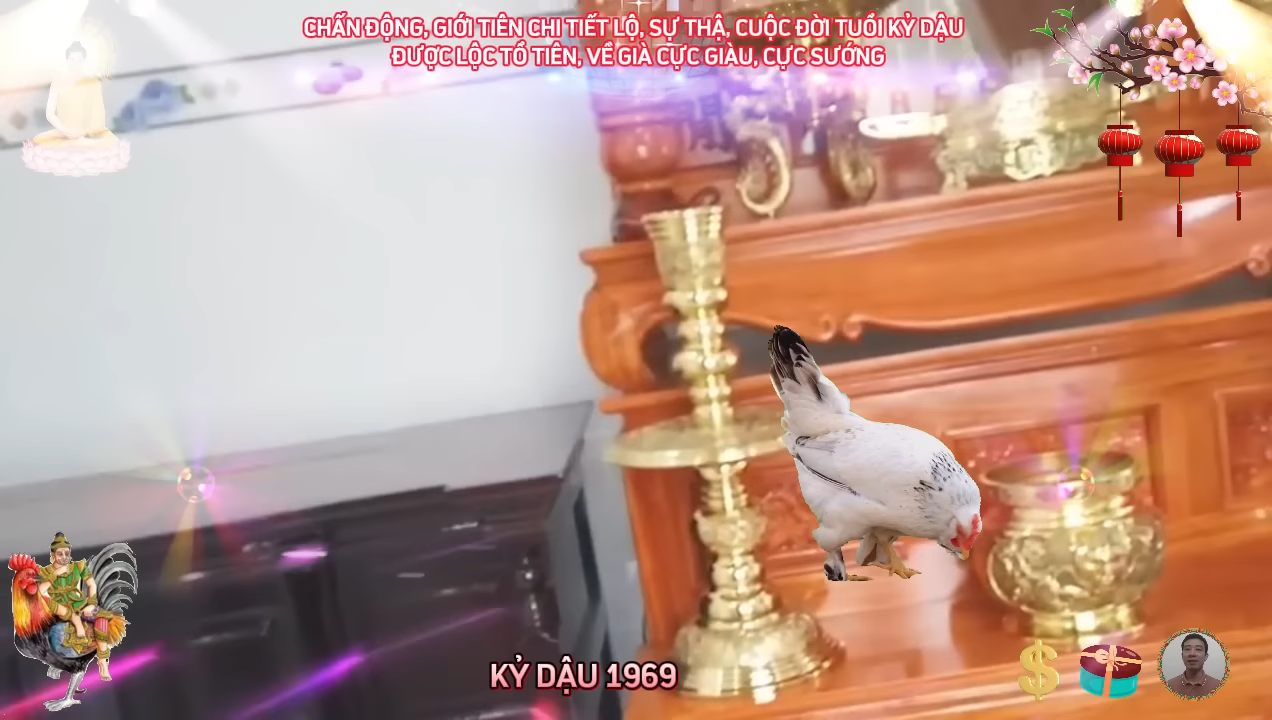 CHẤN ĐỘNG, GIỚI TIÊN CHI TIẾT LỘ, SỰ THẬ, CUỘC ĐỜI TUỔI KỶ DẬU
ĐƯỢC LỘC TỔ TIÊN, VỀ GIÀ CỰC GIÀU, CỰC SƯỚNG
KỶ DẬU 1969